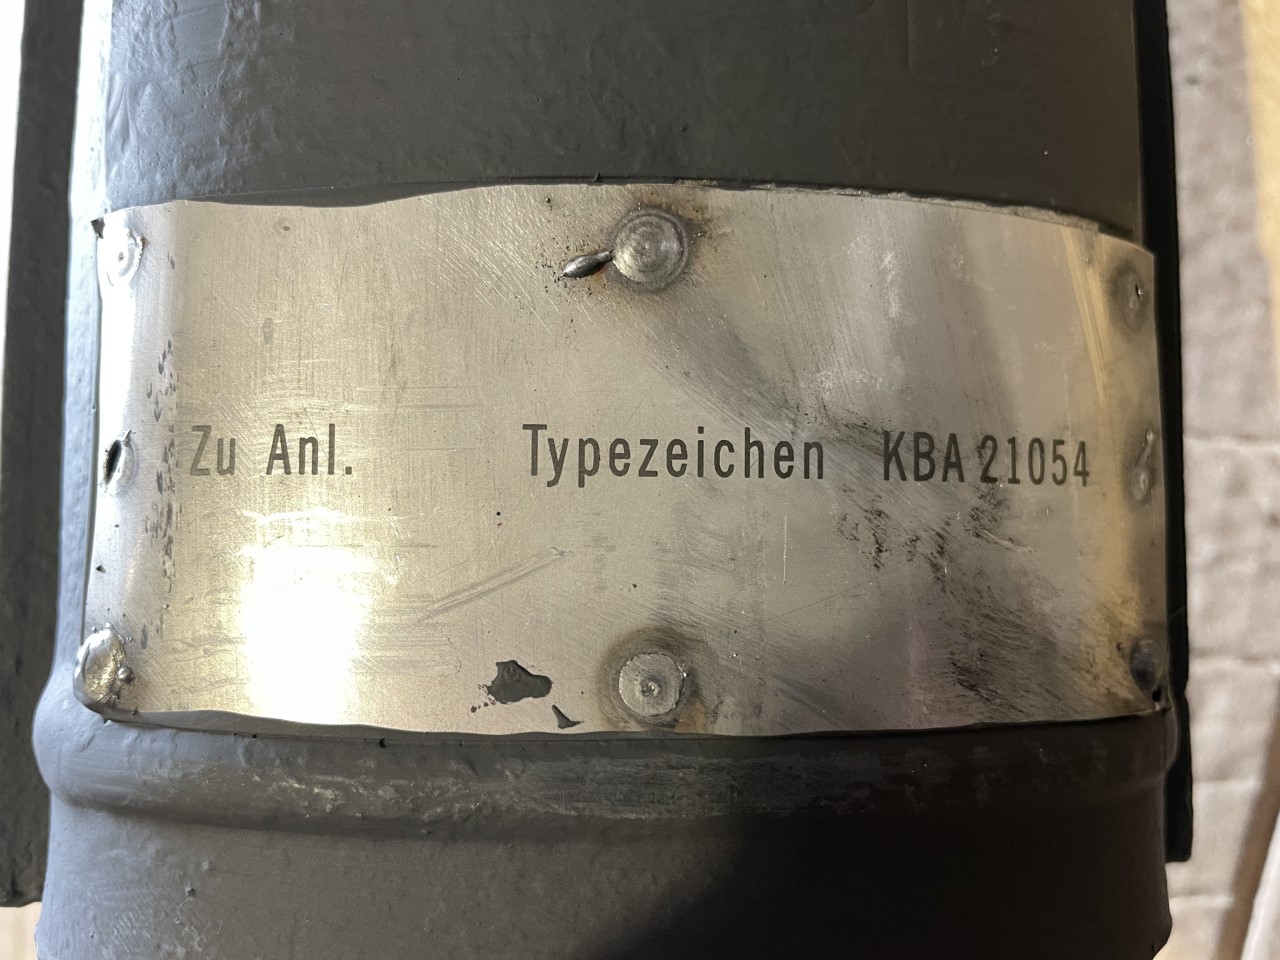 Zu Anl. Typezeichen KBA 21054